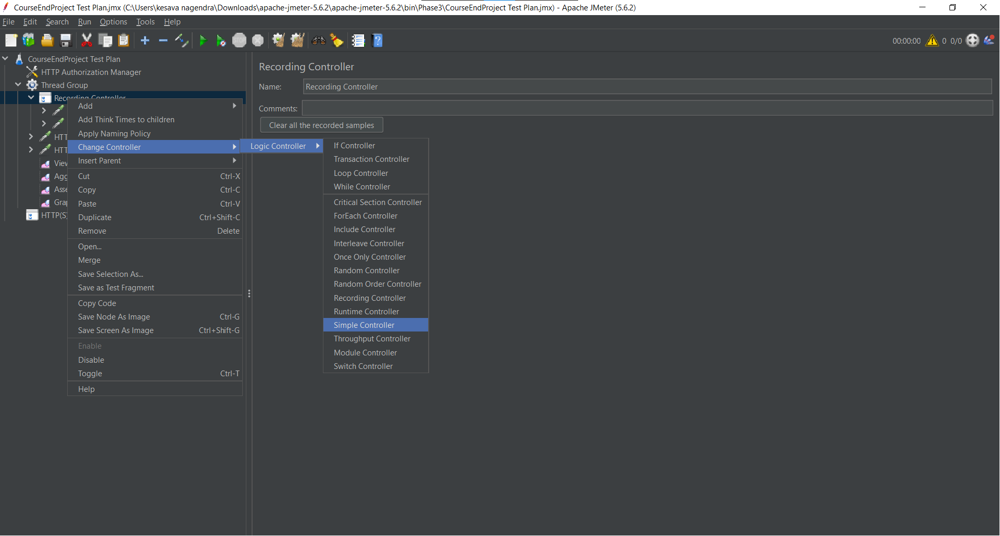 CourseEndProject Test Plan.jmx (C:\Users\kesava nagendra\Downloads\apache-jmeter-5.6.2\apache-jmeter-5.6.2\bin\Phase3\CourseEndProject Test Plan.jmx) - Apache JMeter (5.6.2)
File Edit Search Run Options Tools Help
STOP
00:00:00 0 0/0
CourseEndProject Test Plan
HTTP Authorization Manager
Thread Group
Recording Controller
HTT
HTT
Viev
Agg
Asse
Gra
HTTP(S)
Add
Add Think Times to children
Apply Naming Policy
Change Controller
Insert Parent
Cut Ctrl-X
Copy Ctrl-C
Paste Ctrl-V
Duplicate Ctrl+Shift-C
Remove Delete
Open...
Merge
Save Selection As...
Save as Test Fragment
Copy Code
Save Node As Image Ctrl-G
Save Screen As Image Ctrl+Shift-G
Enable
Disable
Toggle Ctrl-T
Help
Logic Controller
If Controller
Transaction Controller
Loop Controller
While Controller
Critical Section Controller
ForEach Controller
Include Controller
Interleave Controller
Once Only Controller
Random Controller
Random Order Controller
Recording Controller
Runtime Controller
Simple Controller
Throughput Controller
Module Controller
Switch Controller
Recording Controller
Name: Recording Controller
Comments:
Clear all the recorded samples